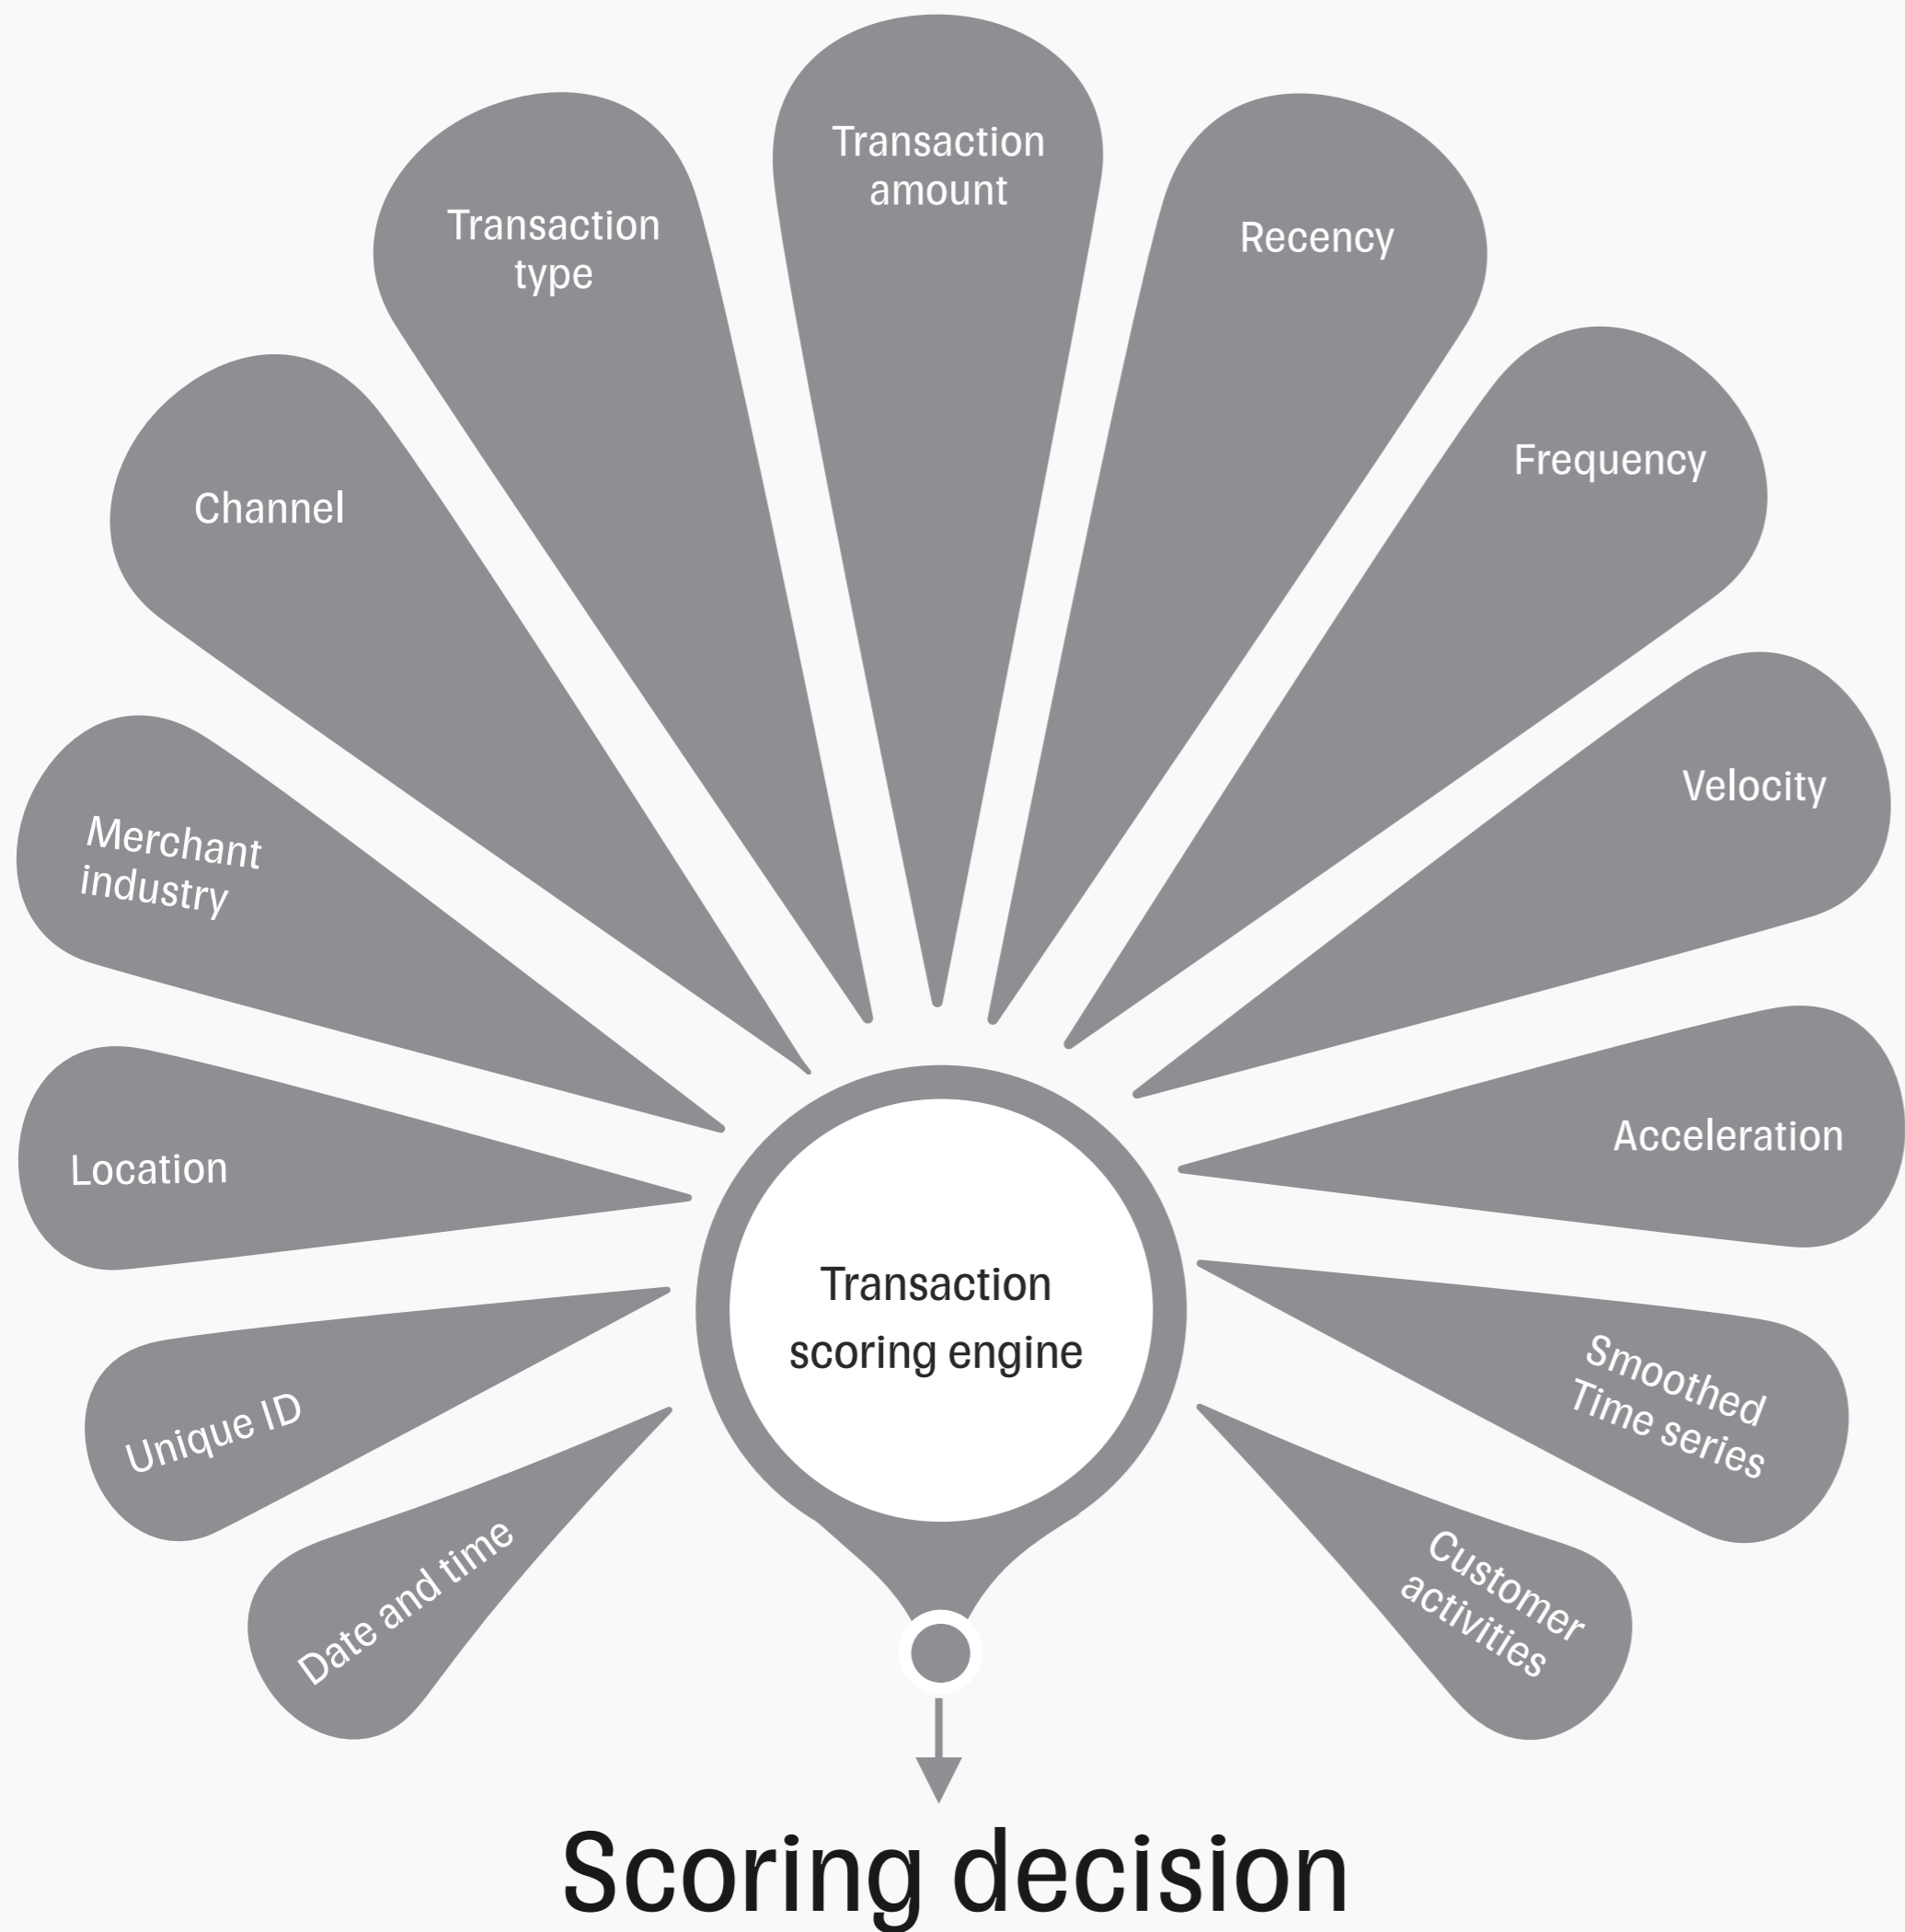 Transaction
amount
Transaction
type
Recency
Channel
Frequency
Merchant
industry
Velocity
Location
Acceleration
Transaction
scoring engine
Unique ID
Smoothed
Time series
Date and time
Customer
activities
Scoring decision